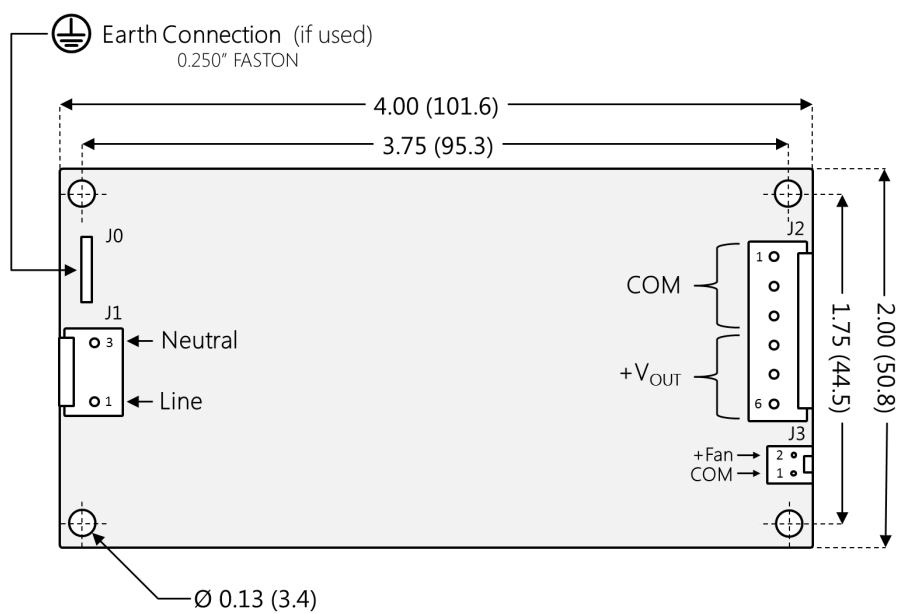 Earth Connection (if used)
0.250" FASTON
4.00 (101.6)
3.75 (95.3)
J0
J2
1
COM
J1
3 Neutral
+VOUT
1.75 (44.5)
2.00 (50.8)
1 Line
6
J3
+Fan 2
COM 1
Ø 0.13 (3.4)